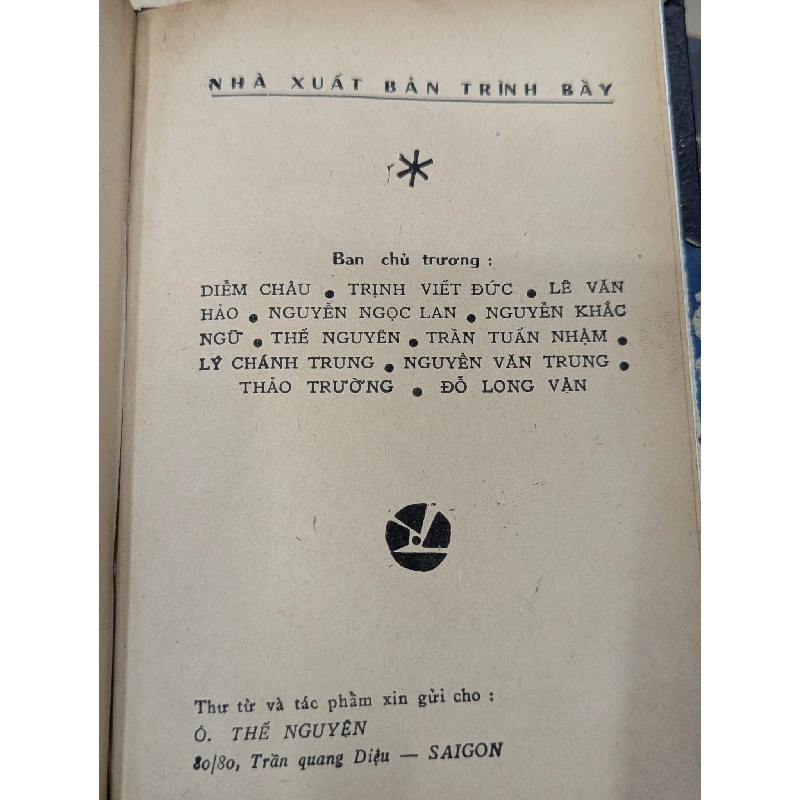 NHÀ XUẤT BẢN TRÌNH BẦY
*
Ban chủ trương :
DIỄM CHÂU . TRỊNH VIẾT ĐỨC . LÊ VĂN
HẢO . NGUYỄN NGỌC LAN . NGUYỄN KHẮC
NGỮ . THẾ NGUYÊN . TRẦN TUẤN NHẬM .
LÝ CHÁNH TRUNG . NGUYỄN VĂN TRUNG .
THẢO TRƯỜNG . ĐỖ LONG VÂN
Thư từ và tác phẩm xin gửi cho :
Ô. THẾ NGUYÊN
80/80, Trần quang Diệu — SAIGON